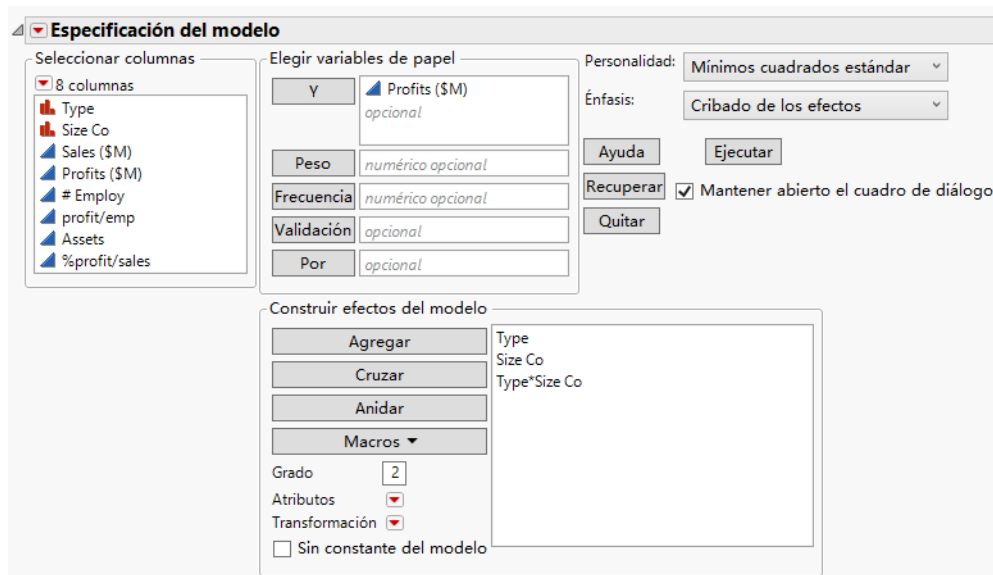 Especificación del modelo
Seleccionar columnas
8 columnas
Type
Size Co
Sales ($M)
Profits ($M)
# Employ
profit/emp
Assets
%profit/sales
Elegir variables de papel
Y
Profits ($M)
opcional
Peso
numérico opcional
Frecuencia
numérico opcional
Validación
opcional
Por
opcional
Personalidad:
Mínimos cuadrados estándar
Énfasis:
Cribado de los efectos
Ayuda
Ejecutar
Recuperar
Mantener abierto el cuadro de diálogo
Quitar
Construir efectos del modelo
Agregar
Cruzar
Anidar
Macros
Grado
2
Atributos
Transformación
Sin constante del modelo
Type
Size Co
Type*Size Co